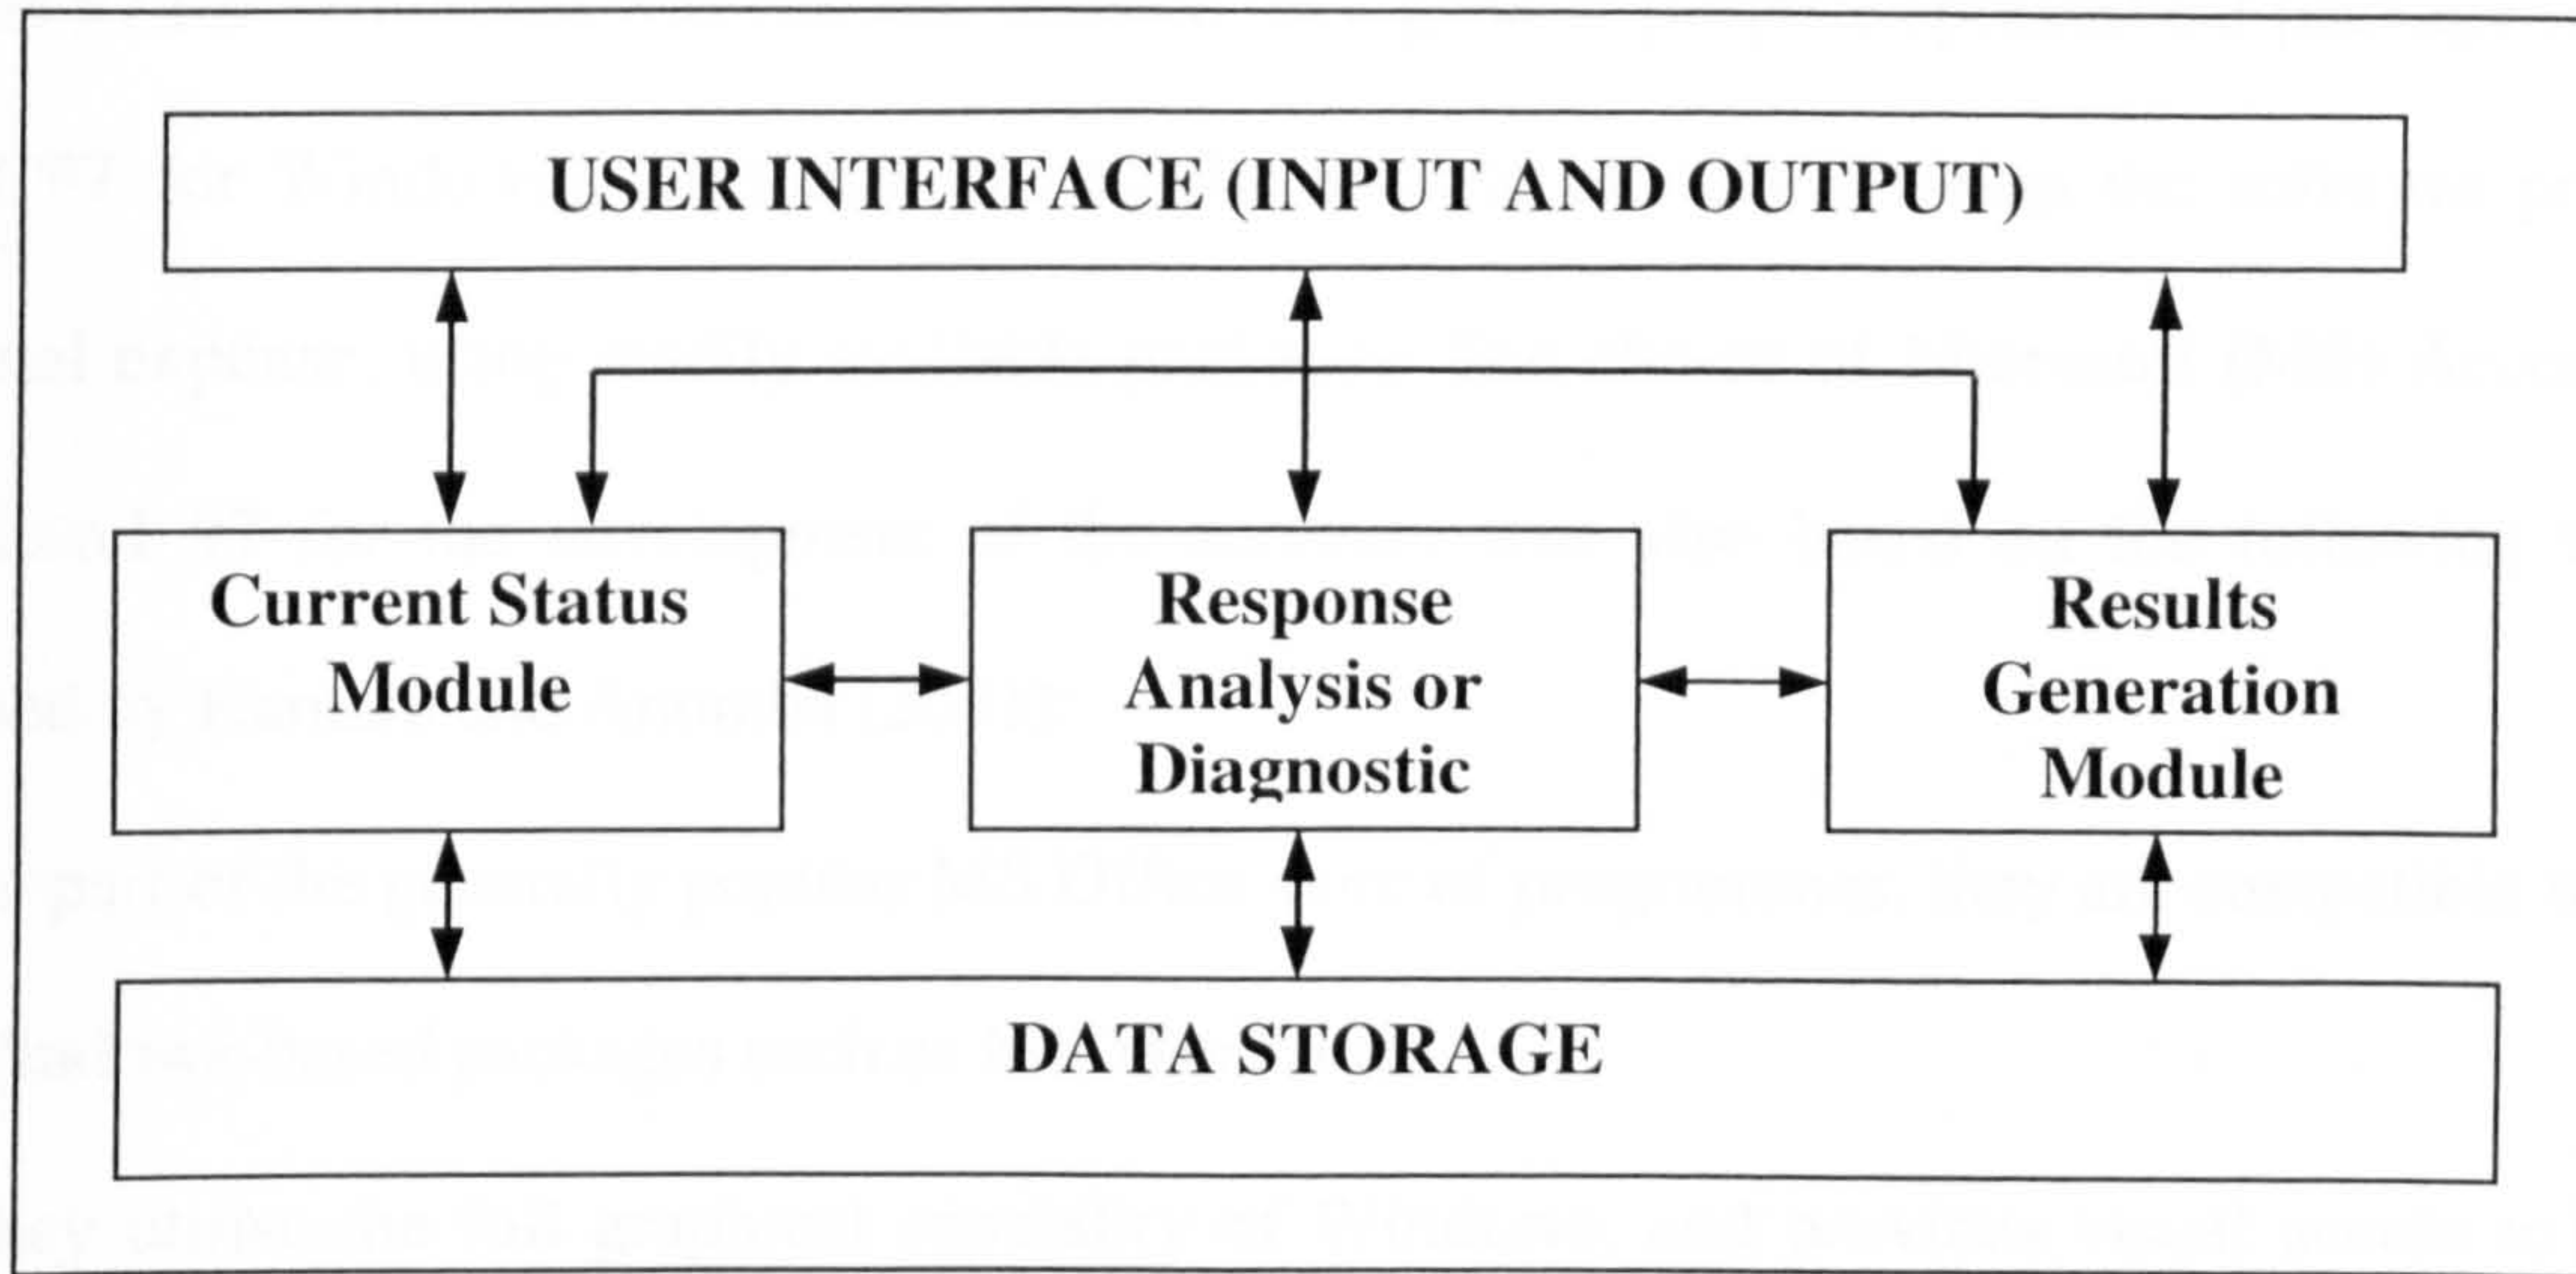 USER INTERFACE (INPUT AND OUTPUT)
Current Status
Module
Response
Analysis or
Diagnostic
Results
Generation
Module
DATA STORAGE